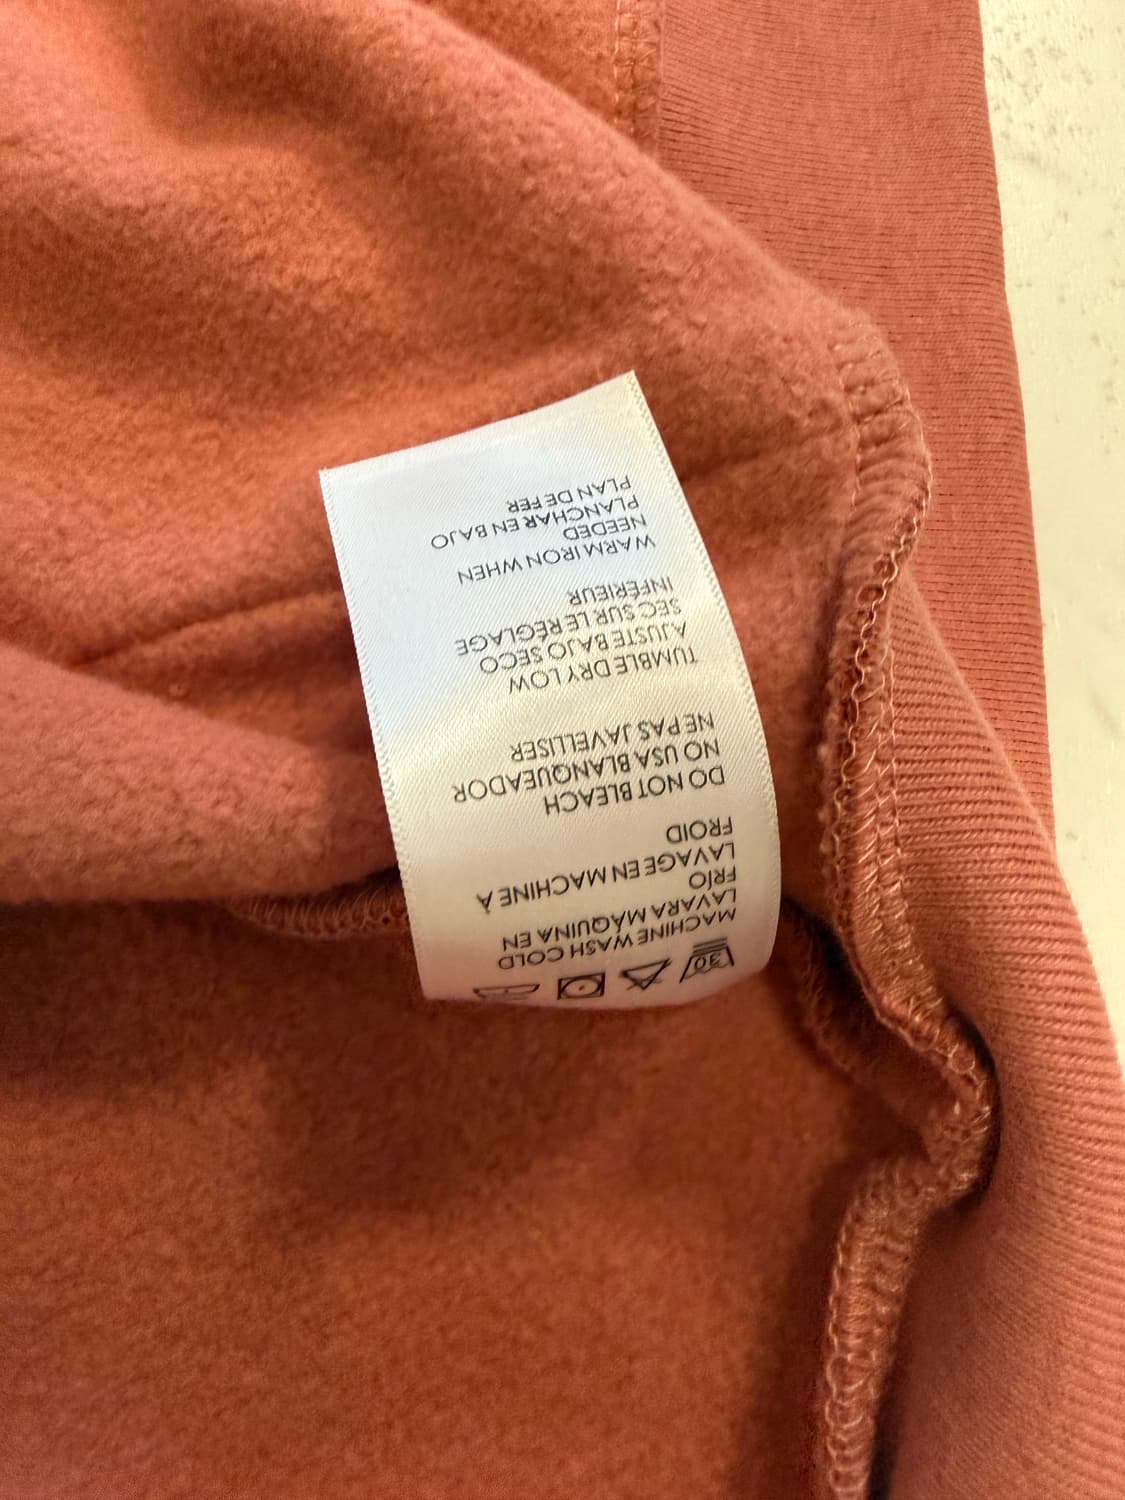 30
MACHINE WASH COLD
LAVAR A MÁQUINA EN
FRÍO
LAVAGE EN MACHINE À
FROID
DO NOT BLEACH
NO USA BLANQUEADOR
NE PAS JAVELLISER
TUMBLE DRY LOW
AJUSTE BAJO SECO
SEC SUR LE RÉGLAGE
INFÉRIEUR
WARM IRON WHEN
NEEDED
PLANCHAR EN BAJO
PLAN DE FER